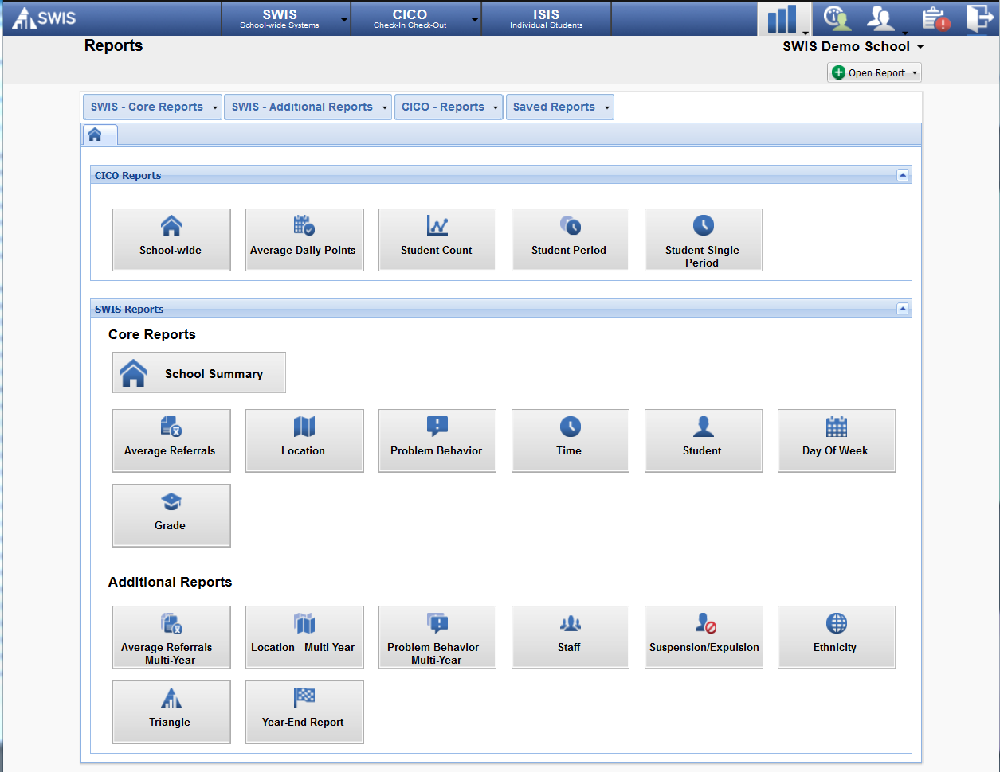 SWIS
SWIS
School-wide Systems
CICO
Check-In Check-Out
ISIS
Individual Students
Reports
SWIS Demo School
Open Report
SWIS - Core Reports
SWIS - Additional Reports
CICO - Reports
Saved Reports
CICO Reports
School-wide
Average Daily Points
Student Count
Student Period
Student Single
Period
SWIS Reports
Core Reports
School Summary
Average Referrals
Location
Problem Behavior
Time
Student
Day Of Week
Grade
Additional Reports
Average Referrals -
Multi-Year
Location - Multi-Year
Problem Behavior -
Multi-Year
Staff
Suspension/Expulsion
Ethnicity
Triangle
Year-End Report